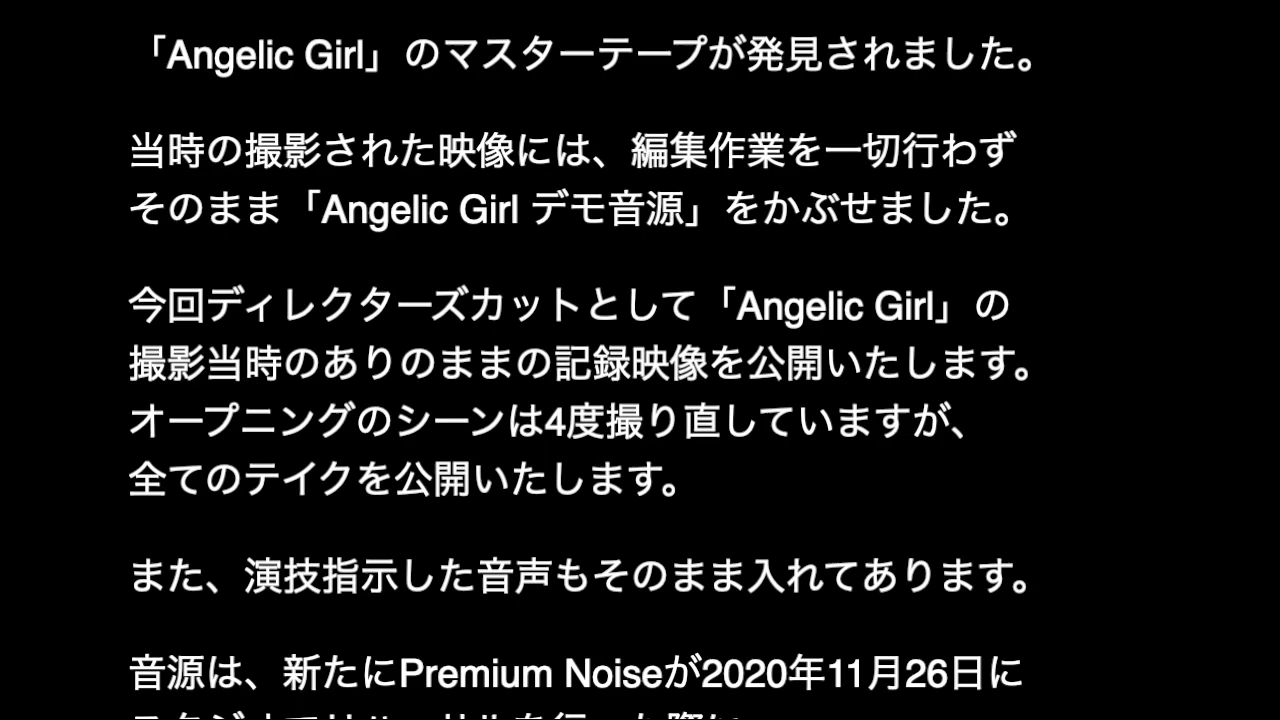 「Angelic Girl」のマスターテープが発見されました。
当時の撮影された映像には、編集作業を一切行わず
そのまま「Angelic Girl デモ音源」をかぶせました。
今回ディレクターズカットとして「Angelic Girl」の
撮影当時のありのままの記録映像を公開いたします。
オープニングのシーンは4度撮り直していますが、
全てのテイクを公開いたします。
また、演技指示した音声もそのまま入れてあります。
音源は、新たにPremium Noiseが2020年11月26日に